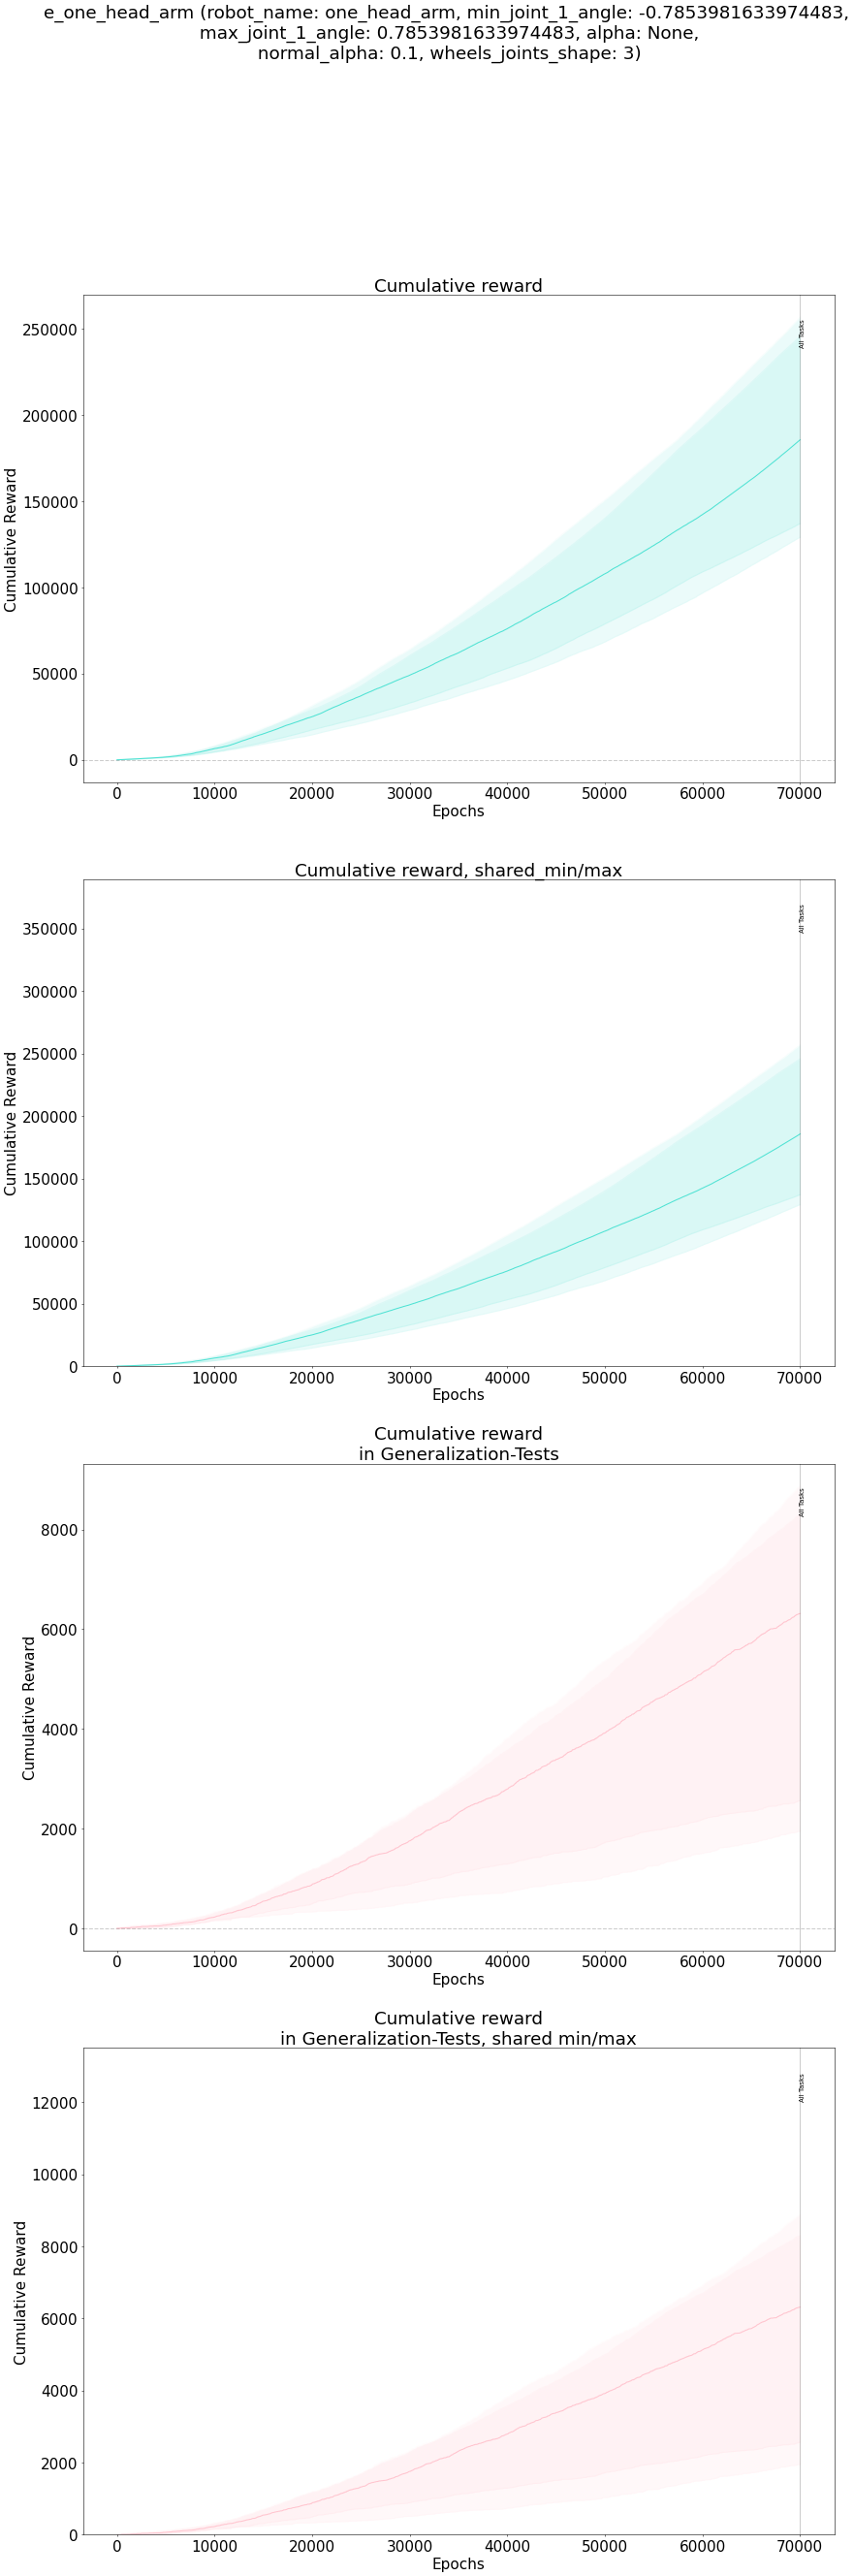 e_one_head_arm (robot_name: one_head_arm, min_joint_1_angle: -0.7853981633974483,
max_joint_1_angle: 0.7853981633974483, alpha: None,
normal_alpha: 0.1, wheels_joints_shape: 3)
Cumulative reward
250000
200000
150000
100000
50000
0
Cumulative Reward
All Tasks
0 10000 20000 30000 40000 50000 60000 70000
Epochs
Cumulative reward, shared_min/max
350000
300000
250000
200000
150000
100000
50000
0
Cumulative Reward
All Tasks
0 10000 20000 30000 40000 50000 60000 70000
Epochs
Cumulative reward
in Generalization-Tests
8000
6000
4000
2000
0
Cumulative Reward
All Tasks
0 10000 20000 30000 40000 50000 60000 70000
Epochs
Cumulative reward
in Generalization-Tests, shared min/max
12000
10000
8000
6000
4000
2000
0
Cumulative Reward
All Tasks
0 10000 20000 30000 40000 50000 60000 70000
Epochs